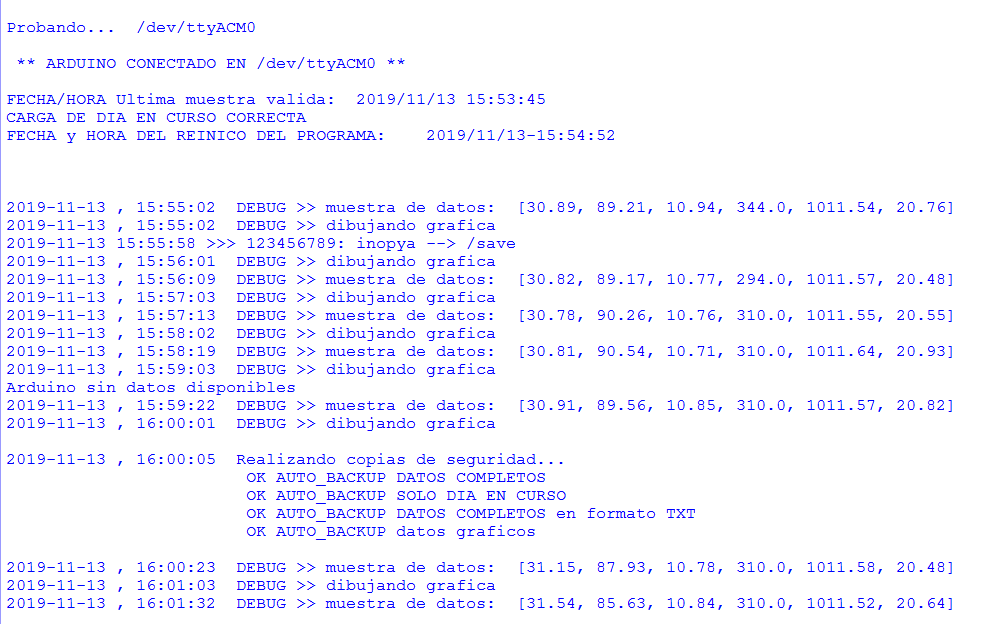 Probando...  /dev/ttyACM0
** ARDUINO CONECTADO EN /dev/ttyACM0 **
FECHA/HORA Ultima muestra valida:  2019/11/13 15:53:45
CARGA DE DIA EN CURSO CORRECTA
FECHA y HORA DEL REINICO DEL PROGRAMA:    2019/11/13-15:54:52
2019-11-13 , 15:55:02  DEBUG >> muestra de datos:  [30.89, 89.21, 10.94, 344.0, 1011.54, 20.76]
2019-11-13 , 15:55:02  DEBUG >> dibujando grafica
2019-11-13 15:55:58 >>> 123456789: inopya --> /save
2019-11-13 , 15:56:01  DEBUG >> dibujando grafica
2019-11-13 , 15:56:09  DEBUG >> muestra de datos:  [30.82, 89.17, 10.77, 294.0, 1011.57, 20.48]
2019-11-13 , 15:57:03  DEBUG >> dibujando grafica
2019-11-13 , 15:57:13  DEBUG >> muestra de datos:  [30.78, 90.26, 10.76, 310.0, 1011.55, 20.55]
2019-11-13 , 15:58:02  DEBUG >> dibujando grafica
2019-11-13 , 15:58:19  DEBUG >> muestra de datos:  [30.81, 90.54, 10.71, 310.0, 1011.64, 20.93]
2019-11-13 , 15:59:03  DEBUG >> dibujando grafica
Arduino sin datos disponibles
2019-11-13 , 15:59:22  DEBUG >> muestra de datos:  [30.91, 89.56, 10.85, 310.0, 1011.57, 20.82]
2019-11-13 , 16:00:01  DEBUG >> dibujando grafica
2019-11-13 , 16:00:05  Realizando copias de seguridad...
OK AUTO_BACKUP DATOS COMPLETOS
OK AUTO_BACKUP SOLO DIA EN CURSO
OK AUTO_BACKUP DATOS COMPLETOS en formato TXT
OK AUTO_BACKUP datos graficos
2019-11-13 , 16:00:23  DEBUG >> muestra de datos:  [31.15, 87.93, 10.78, 310.0, 1011.58, 20.48]
2019-11-13 , 16:01:03  DEBUG >> dibujando grafica
2019-11-13 , 16:01:32  DEBUG >> muestra de datos:  [31.54, 85.63, 10.84, 310.0, 1011.52, 20.64]